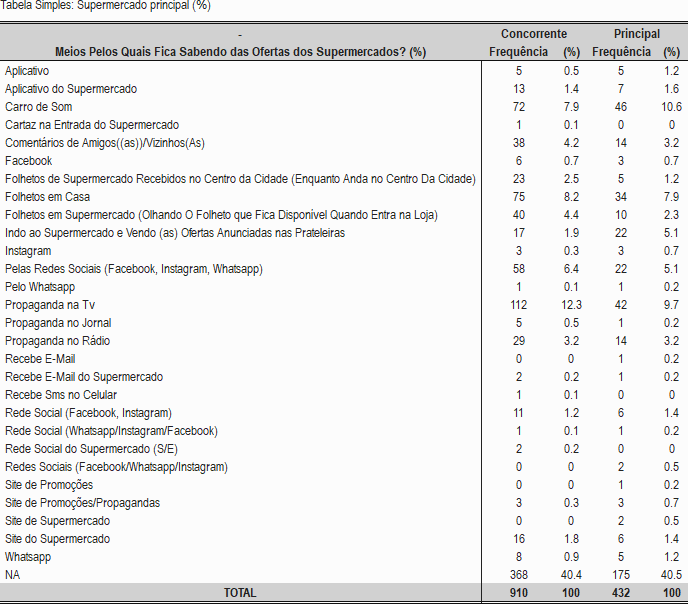 Tabela Simples: Supermercado principal (%)
- Concorrente Principal
Meios Pelos Quais Fica Sabendo das Ofertas dos Supermercados? (%) Frequência (%) Frequência (%)
Aplicativo 5 0.5 5 1.2
Aplicativo do Supermercado 13 1.4 7 1.6
Carro de Som 72 7.9 46 10.6
Cartaz na Entrada do Supermercado 1 0.1 0 0
Comentários de Amigos((as))/Vizinhos(As) 38 4.2 14 3.2
Facebook 6 0.7 3 0.7
Folhetos de Supermercado Recebidos no Centro da Cidade (Enquanto Anda no Centro Da Cidade) 23 2.5 5 1.2
Folhetos em Casa 75 8.2 34 7.9
Folhetos em Supermercado (Olhando O Folheto que Fica Disponível Quando Entra na Loja) 40 4.4 10 2.3
Indo ao Supermercado e Vendo (as) Ofertas Anunciadas nas Prateleiras 17 1.9 22 5.1
Instagram 3 0.3 3 0.7
Pelas Redes Sociais (Facebook, Instagram, Whatsapp) 58 6.4 22 5.1
Pelo Whatsapp 1 0.1 1 0.2
Propaganda na Tv 112 12.3 42 9.7
Propaganda no Jornal 5 0.5 1 0.2
Propaganda no Rádio 29 3.2 14 3.2
Recebe E-Mail 0 0 1 0.2
Recebe E-Mail do Supermercado 2 0.2 1 0.2
Recebe Sms no Celular 1 0.1 0 0
Rede Social (Facebook, Instagram) 11 1.2 6 1.4
Rede Social (Whatsapp/Instagram/Facebook) 1 0.1 1 0.2
Rede Social do Supermercado (S/E) 2 0.2 0 0
Redes Sociais (Facebook/Whatsapp/Instagram) 0 0 2 0.5
Site de Promoções 0 0 1 0.2
Site de Promoções/Propagandas 3 0.3 3 0.7
Site de Supermercado 0 0 2 0.5
Site do Supermercado 16 1.8 6 1.4
Whatsapp 8 0.9 5 1.2
NA 368 40.4 175 40.5
TOTAL 910 100 432 100